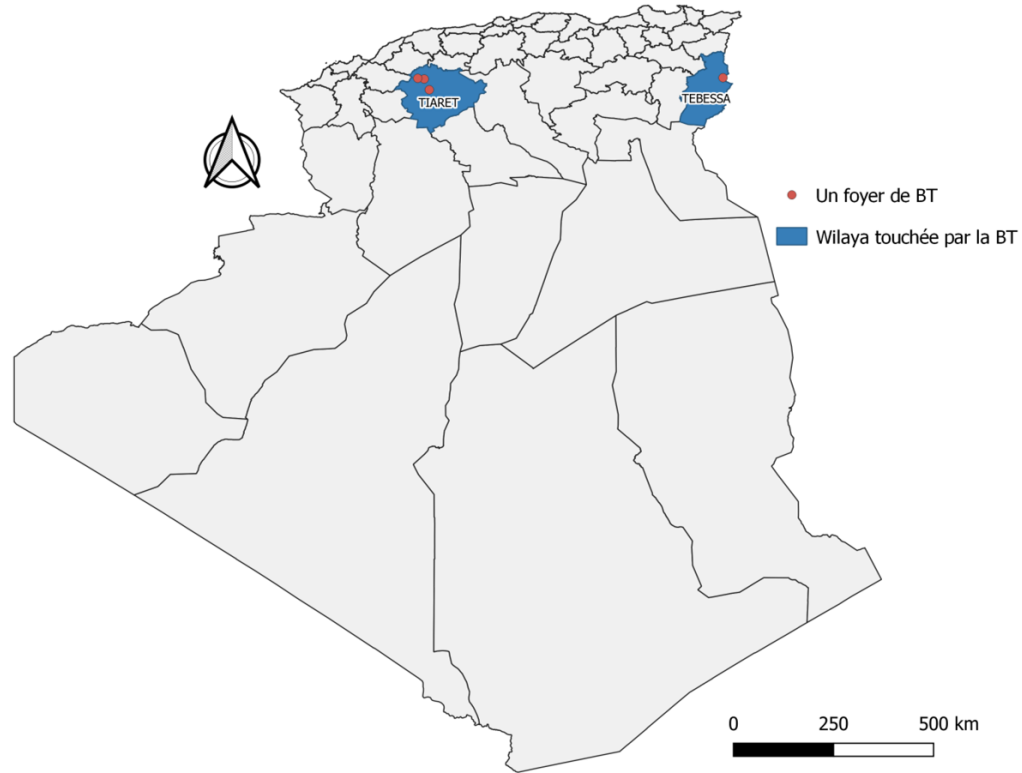 TIARET
TEBESSA
Un foyer de BT
Wilaya touchée par la BT
0 250 500 km